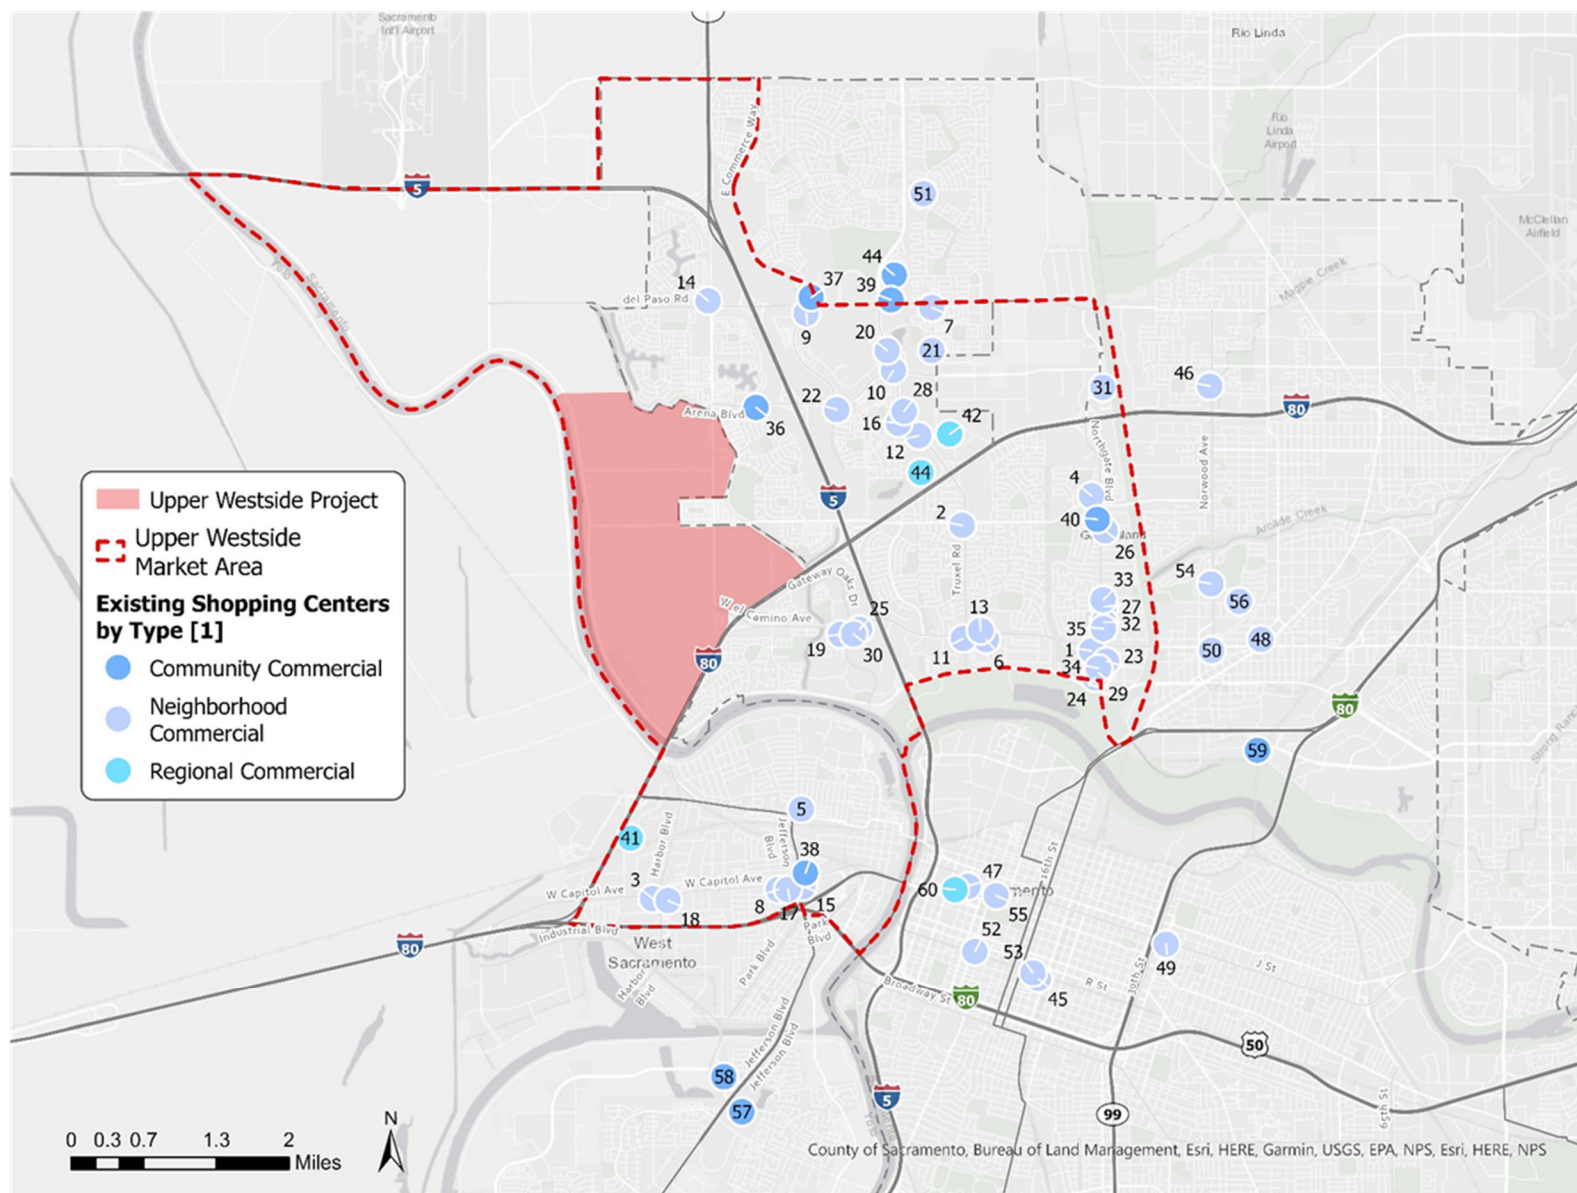 Sacramento
Int'l Airport
Rio Linda
Rio
Linda
Airport
E Commerce Way
5
51
McClellan
Airfield
Yolo
Sacramento
44
37
39
14
del Paso Rd
Magpie Creek
9
7
20
21
10
28
31
46
80
22
Arena Blvd
36
16
42
12
44
Northgate Blvd
Norwood Ave
5
4
2
40
26
Arcade Creek
Truxel Rd
Gateway Oaks Dr
W el Camino Ave
33
54
56
27
25
13
35
32
19
30
11
6
1
23
50
48
34
24
29
80
80
59
Upper Westside Project
Upper Westside
Market Area
Existing Shopping Centers
by Type [1]
Community Commercial
Neighborhood
Commercial
Regional Commercial
5
41
Harbor Blvd
Jefferson
Blvd
38
16th St
3
W Capitol Ave
W Capitol Ave
18
8
17
15
60
47
55
Industrial Blvd
80
West
Sacramento
Park
Blvd
Park Blvd
Harbor
Blvd
52
53
45
49
30th St
J St
R St
Broadway St
80
50
Jefferson Blvd
Jefferson Blvd
58
57
5
99
65th St
Yolo
N
0 0.3 0.7 1.3 2
Miles
County of Sacramento, Bureau of Land Management, Esri, HERE, Garmin, USGS, EPA, NPS, Esri, HERE, NPS